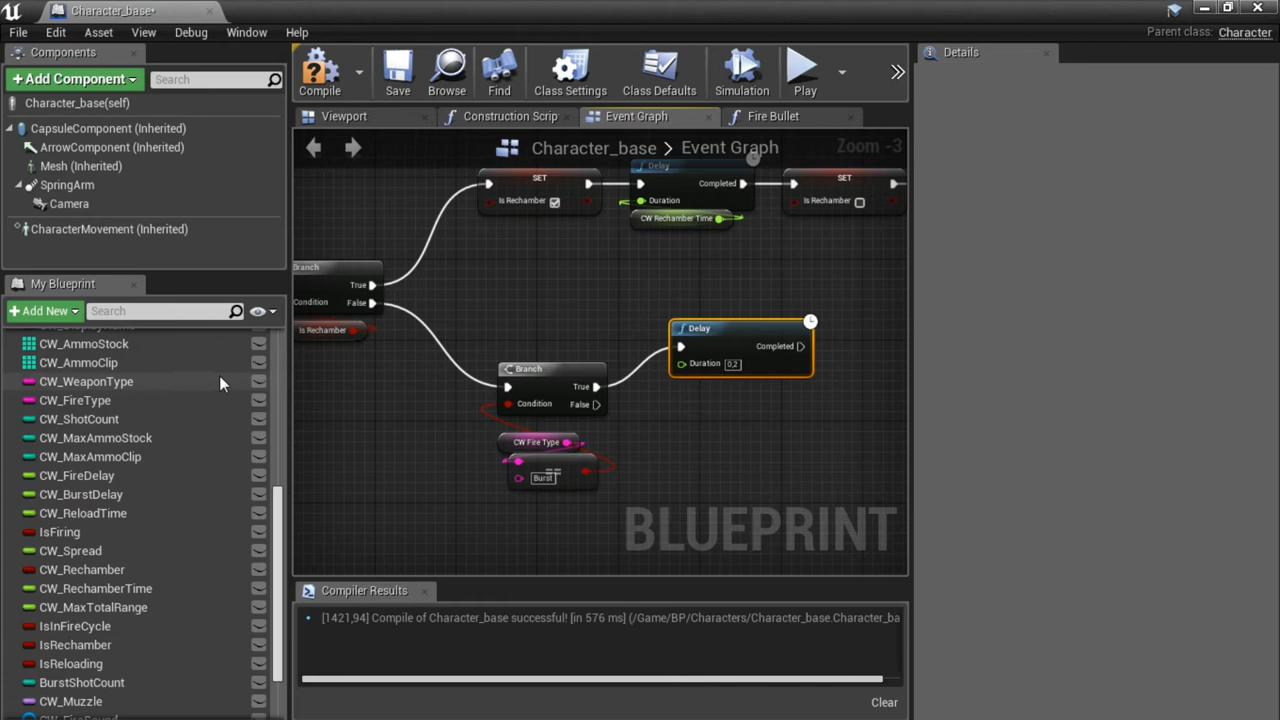 Character_base*
File Edit Asset View Debug Window Help
Parent class: Character
Components
Details
+Add Component
Search
Compile Save Browse Find Class Settings Class Defaults Simulation Play
Character_base(self)
CapsuleComponent (Inherited)
ArrowComponent (Inherited)
Mesh (Inherited)
SpringArm
Camera
CharacterMovement (Inherited)
Viewport
Construction Scrip
Event Graph
Fire Bullet
Character_base > Event Graph
Zoom -3
My Blueprint
+Add New
Search
CW_AmmoStock
CW_AmmoClip
CW_WeaponType
CW_FireType
CW_ShotCount
CW_MaxAmmoStock
CW_MaxAmmoClip
CW_FireDelay
CW_BurstDelay
CW_ReloadTime
IsFiring
CW_Spread
CW_Rechamber
CW_RechamberTime
CW_MaxTotalRange
IsInFireCycle
IsRechamber
IsReloading
BurstShotCount
CW_Muzzle
SET
Is Rechamber
Delay
Completed
Duration
CW Rechamber Time
SET
Is Rechamber
Branch
True
Condition False
Is Rechamber
Branch
True
Condition False
CW Fire Type
==
Burst
Delay
Completed
Duration 0,2
BLUEPRINT
Compiler Results
[1421,94] Compile of Character_base successful! [in 576 ms] (/Game/BP/Characters/Character_base.Character_ba
Clear